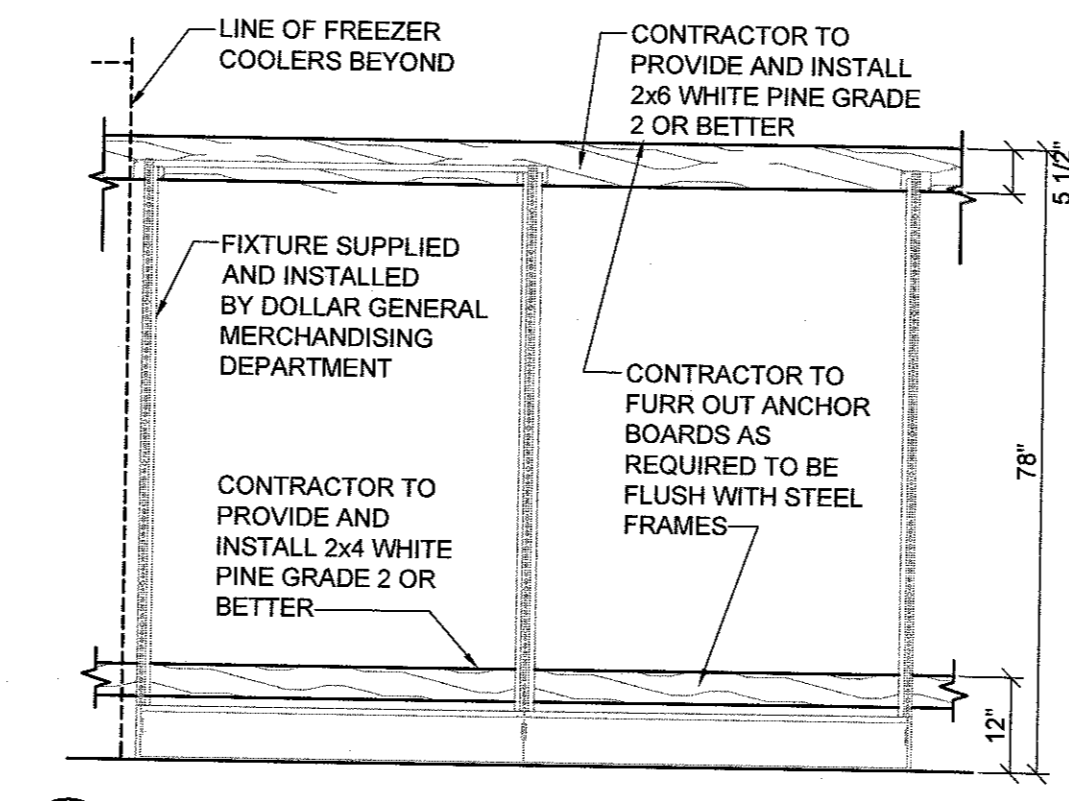 LINE OF FREEZER
COOLERS BEYOND
CONTRACTOR TO
PROVIDE AND INSTALL
2x6 WHITE PINE GRADE
2 OR BETTER
5 1/2"
FIXTURE SUPPLIED
AND INSTALLED
BY DOLLAR GENERAL
MERCHANDISING
DEPARTMENT
CONTRACTOR TO
FURR OUT ANCHOR
BOARDS AS
REQUIRED TO BE
FLUSH WITH STEEL
FRAMES
78"
CONTRACTOR TO
PROVIDE AND
INSTALL 2x4 WHITE
PINE GRADE 2 OR
BETTER
12"